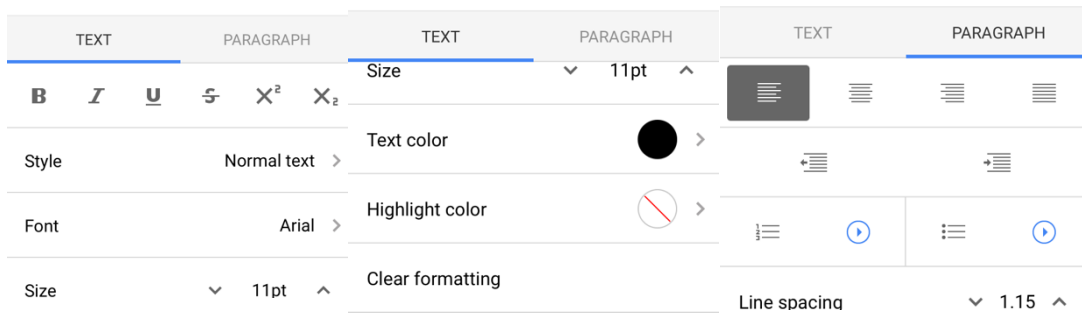 TEXT PARAGRAPH
B I U S X² X₂
Style Normal text
Font Arial
Size 11pt
TEXT PARAGRAPH
Size 11pt
Text color
Highlight color
Clear formatting
TEXT PARAGRAPH
Line spacing 1.15